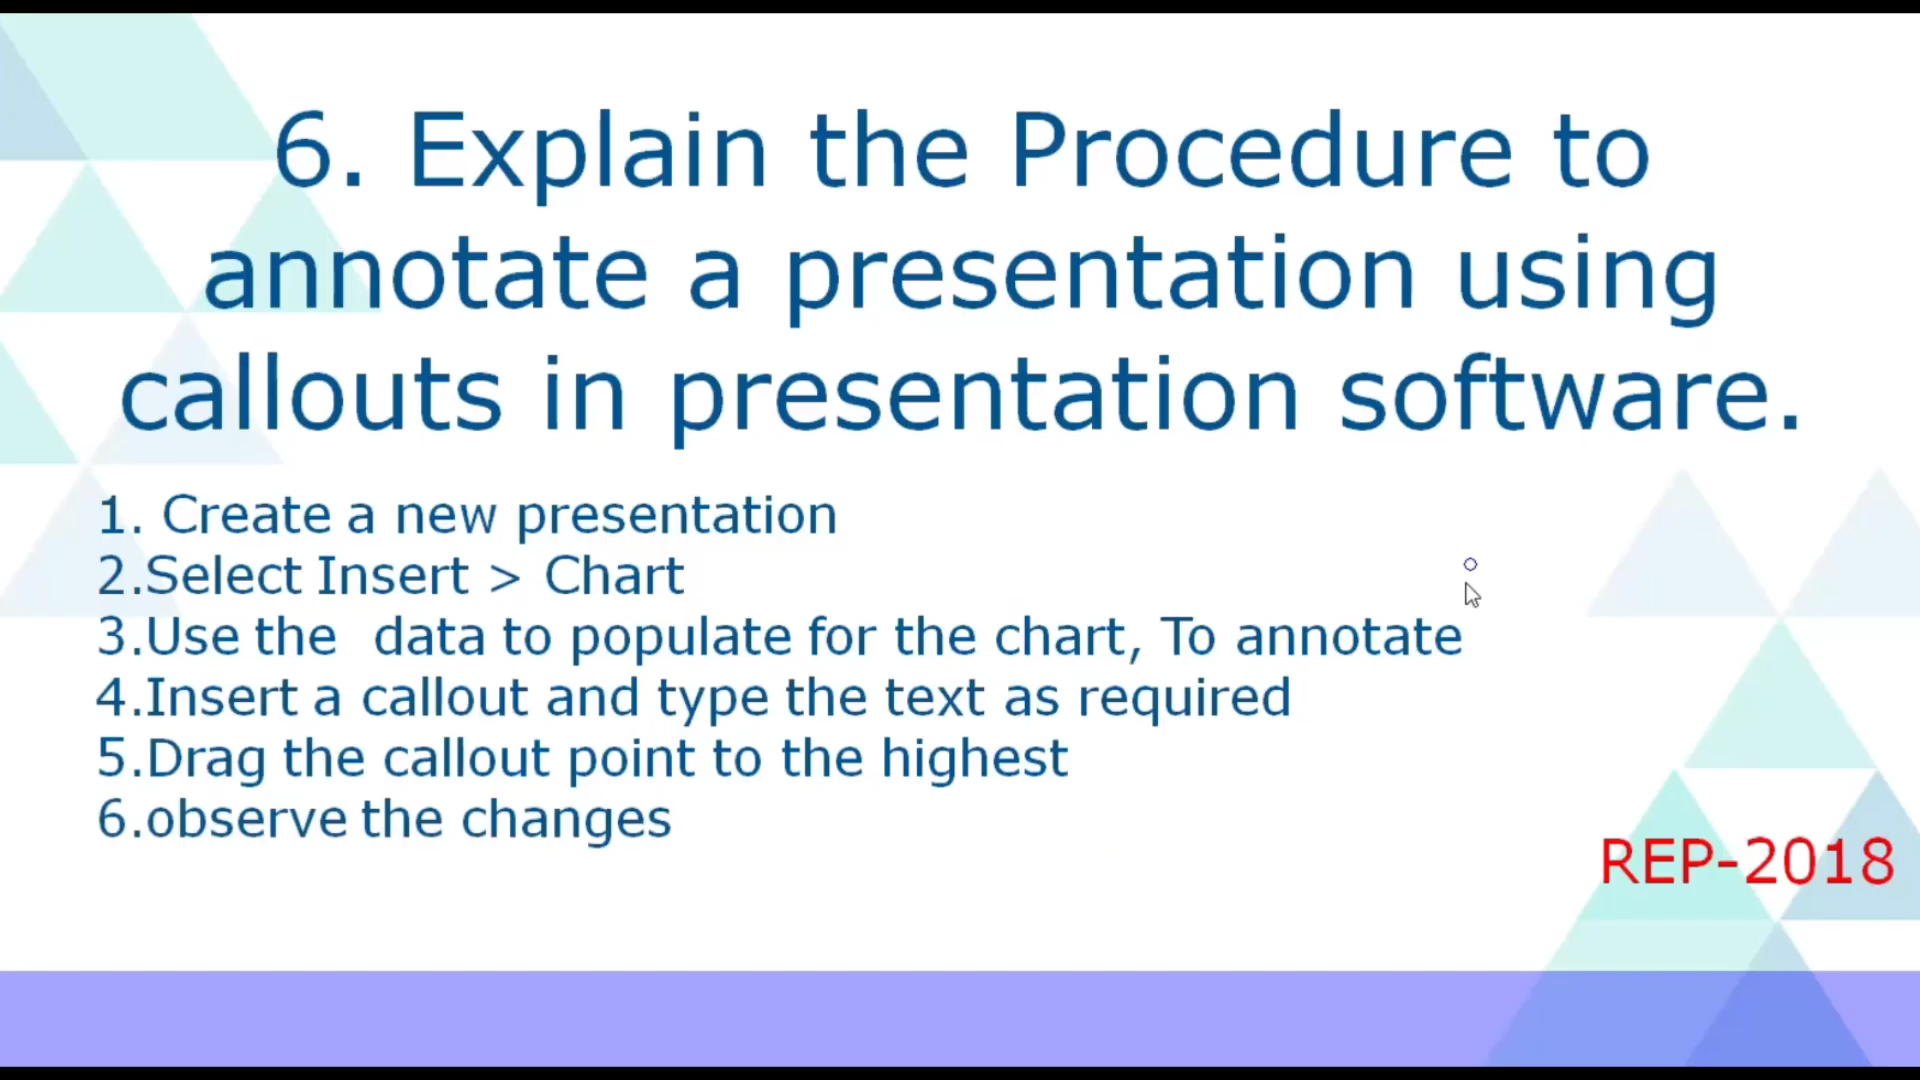 6. Explain the Procedure to
annotate a presentation using
callouts in presentation software.
1. Create a new presentation
2.Select Insert > Chart
3.Use the  data to populate for the chart, To annotate
4.Insert a callout and type the text as required
5.Drag the callout point to the highest
6.observe the changes
REP-2018